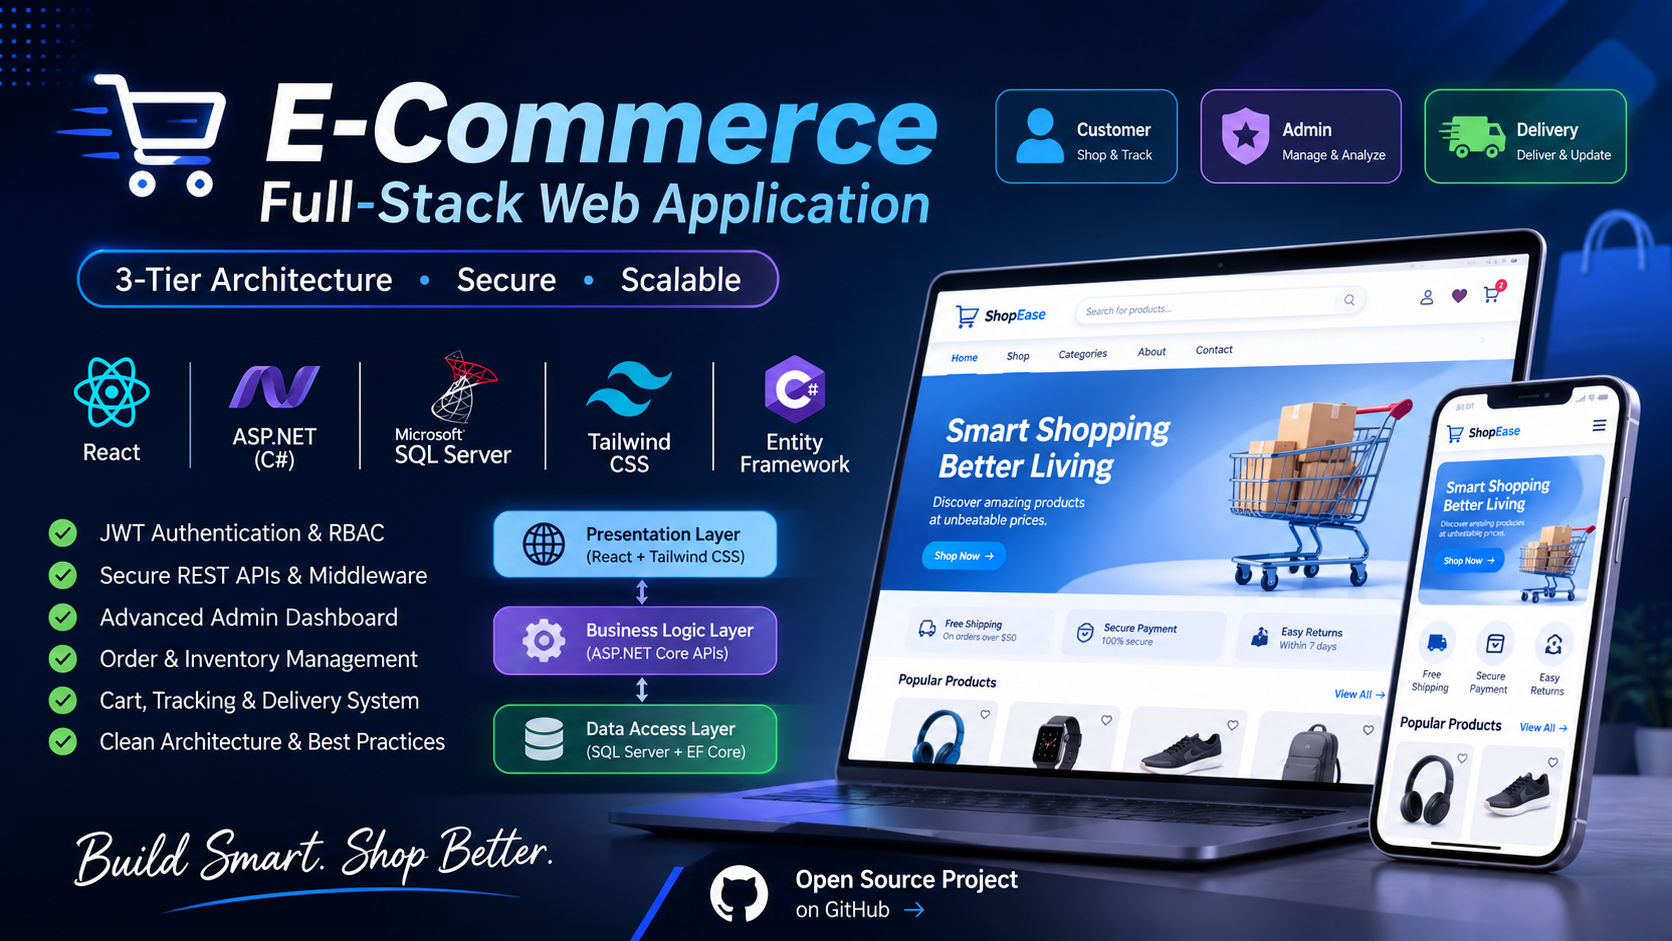 E-Commerce
Full-Stack Web Application
3-Tier Architecture • Secure • Scalable
Customer
Shop & Track
Admin
Manage & Analyze
Delivery
Deliver & Update
React
ASP.NET
(C#)
Microsoft
SQL Server
Tailwind
CSS
C#
Entity
Framework
JWT Authentication & RBAC
Secure REST APIs & Middleware
Advanced Admin Dashboard
Order & Inventory Management
Cart, Tracking & Delivery System
Clean Architecture & Best Practices
Presentation Layer
(React + Tailwind CSS)
Business Logic Layer
(ASP.NET Core APIs)
Data Access Layer
(SQL Server + EF Core)
Build Smart. Shop Better.
Open Source Project
on GitHub →
ShopEase
Search for products...
Home Shop Categories About Contact
Smart Shopping
Better Living
Discover amazing products
at unbeatable prices.
Shop Now →
Free Shipping
On orders over $50
Secure Payment
100% secure
Easy Returns
Within 7 days
Popular Products
View All →
ShopEase
Smart Shopping
Better Living
Discover amazing products
at unbeatable prices.
Shop Now →
Free
Shipping
Secure
Payment
Easy
Returns
Popular Products
View All →